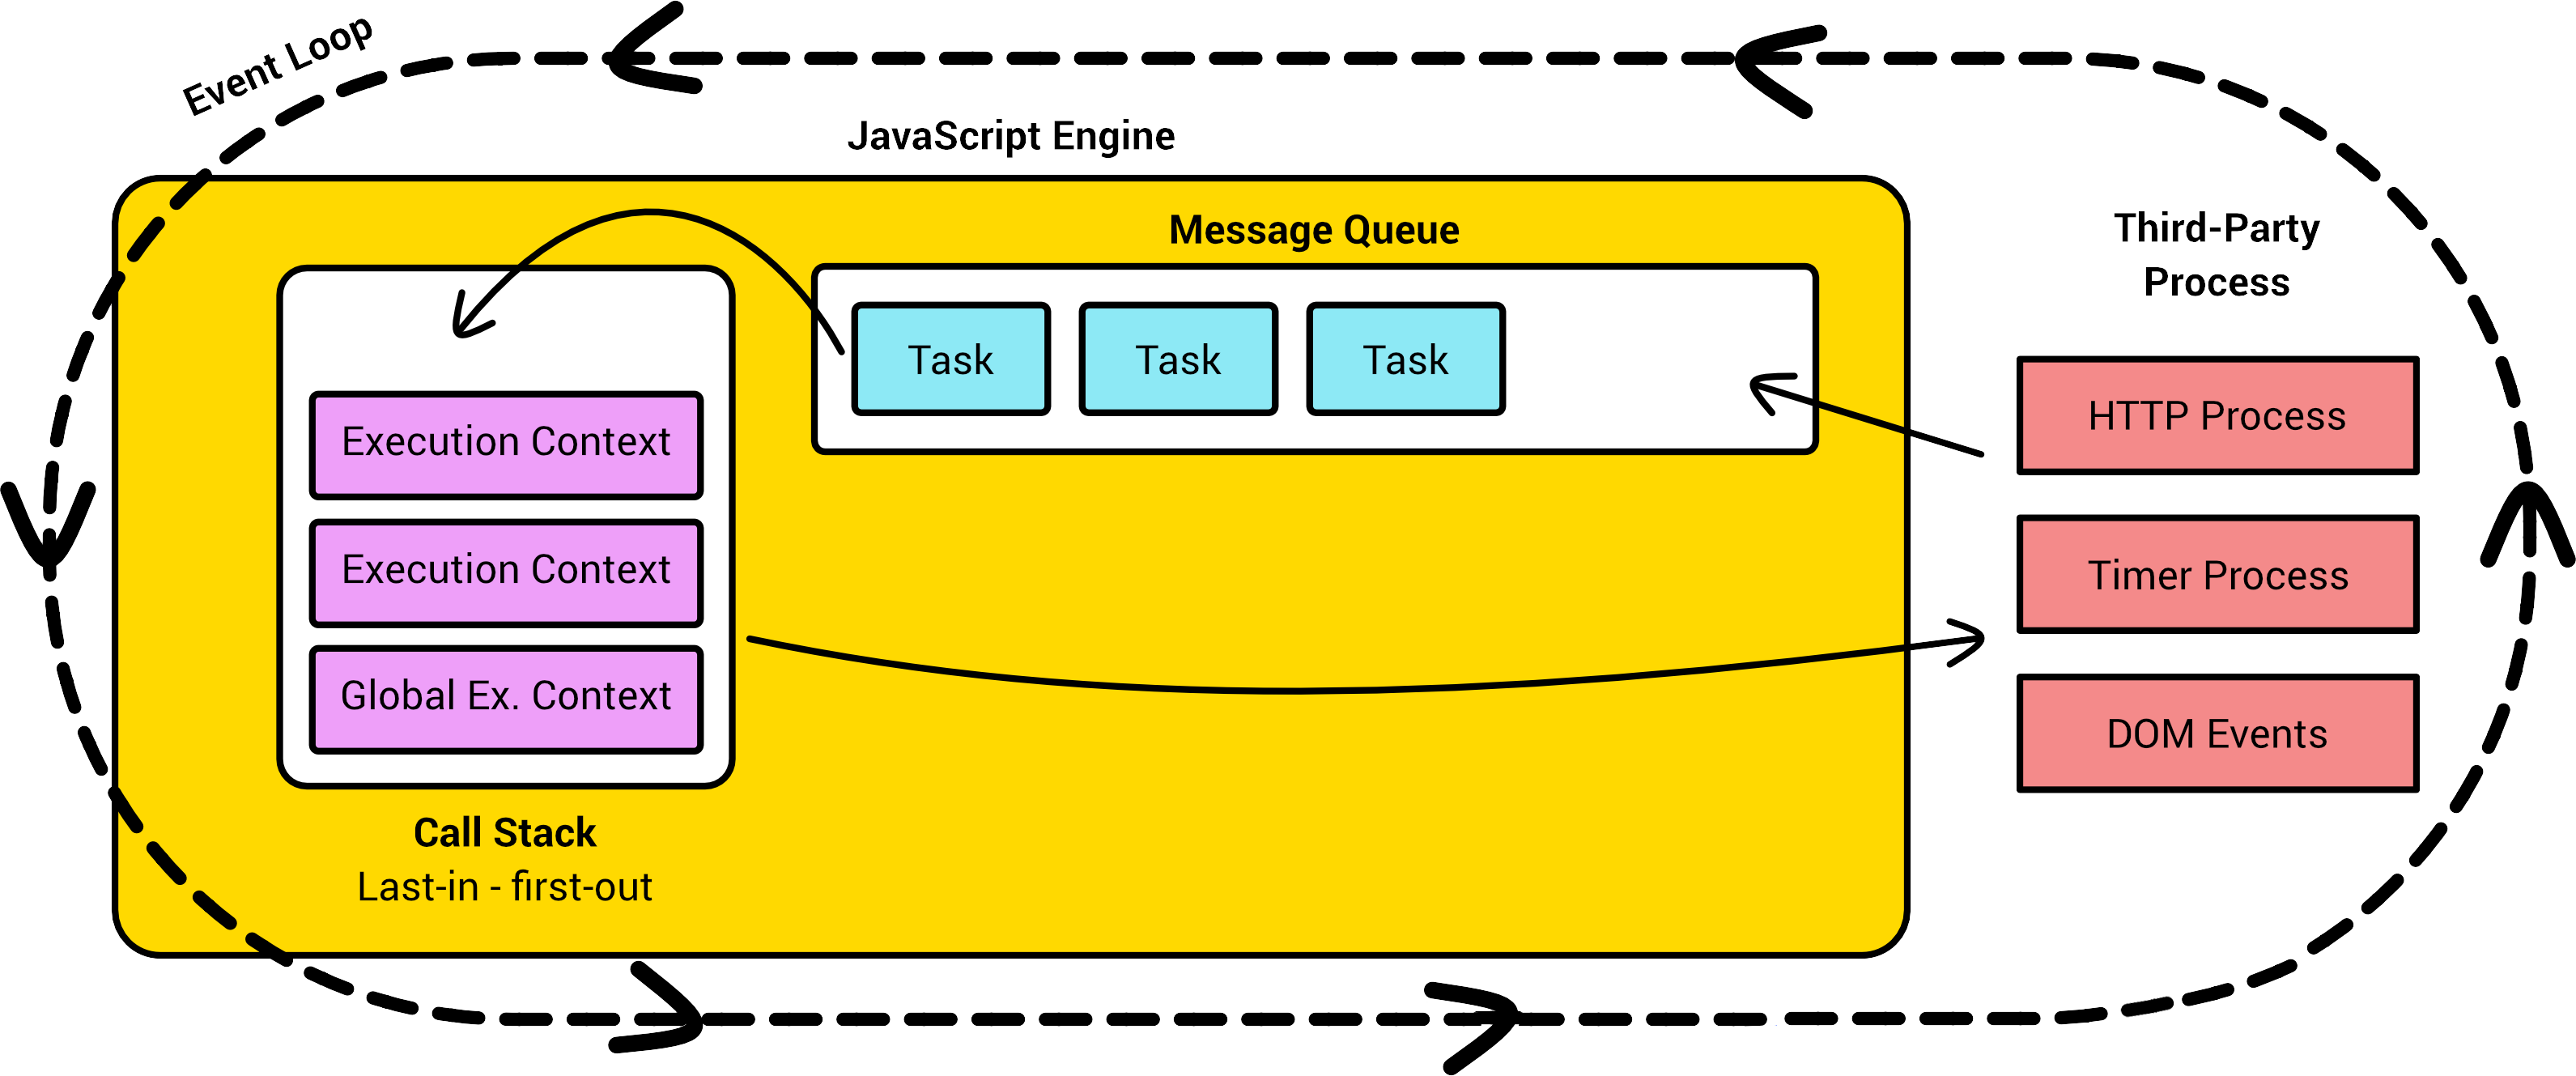 Event Loop
JavaScript Engine
Message Queue
Task
Task
Task
Execution Context
Execution Context
Global Ex. Context
Call Stack
Last-in - first-out
Third-Party
Process
HTTP Process
Timer Process
DOM Events